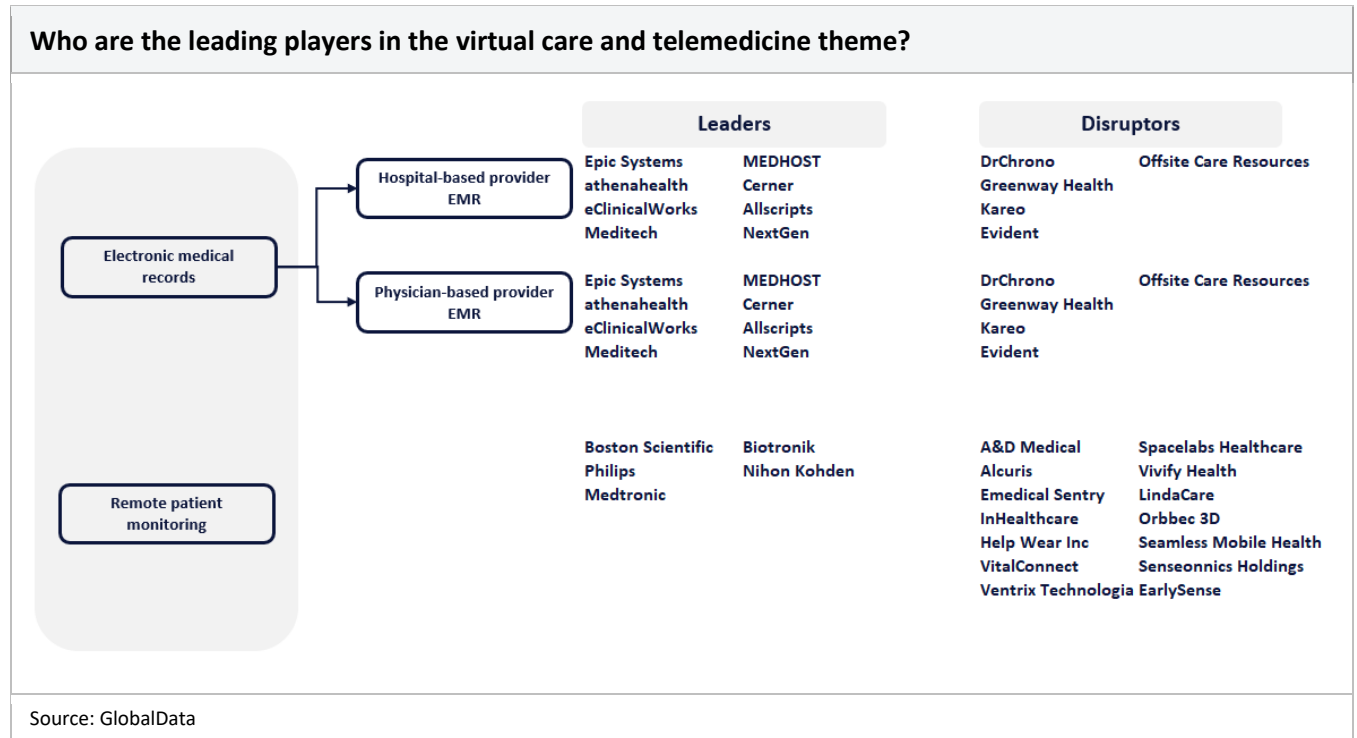 Who are the leading players in the virtual care and telemedicine theme?
Leaders
Disruptors
Electronic medical
records
Hospital-based provider
EMR
Epic Systems
athenahealth
eClinicalWorks
Meditech
MEDHOST
Cerner
Allscripts
NextGen
DrChrono
Greenway Health
Kareo
Evident
Offsite Care Resources
Physician-based provider
EMR
Epic Systems
athenahealth
eClinicalWorks
Meditech
MEDHOST
Cerner
Allscripts
NextGen
DrChrono
Greenway Health
Kareo
Evident
Offsite Care Resources
Remote patient
monitoring
Boston Scientific
Philips
Medtronic
Biotronik
Nihon Kohden
A&D Medical
Alcuris
Emedical Sentry
InHealthcare
Help Wear Inc
VitalConnect
Ventrix Technologia
Spacelabs Healthcare
Vivify Health
LindaCare
Orbbec 3D
Seamless Mobile Health
Senseonnics Holdings
EarlySense
Source: GlobalData